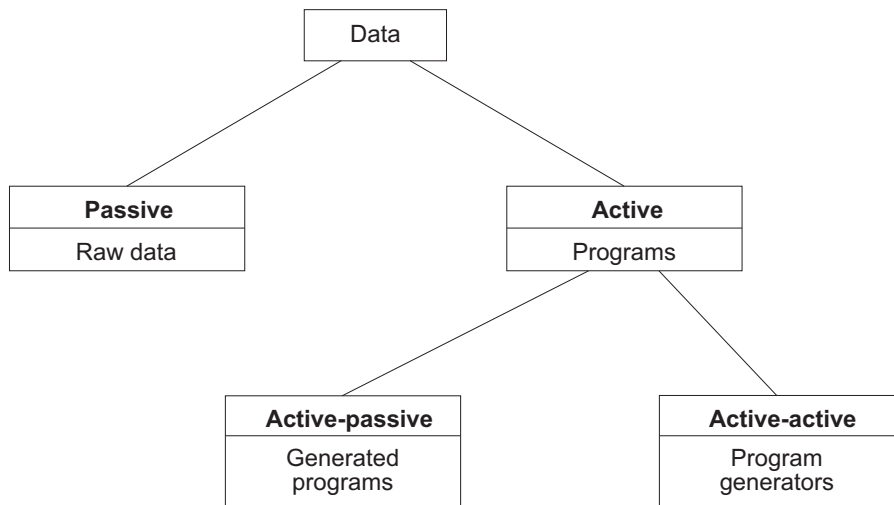 Data
Passive
Raw data
Active
Programs
Active-passive
Generated
programs
Active-active
Program
generators